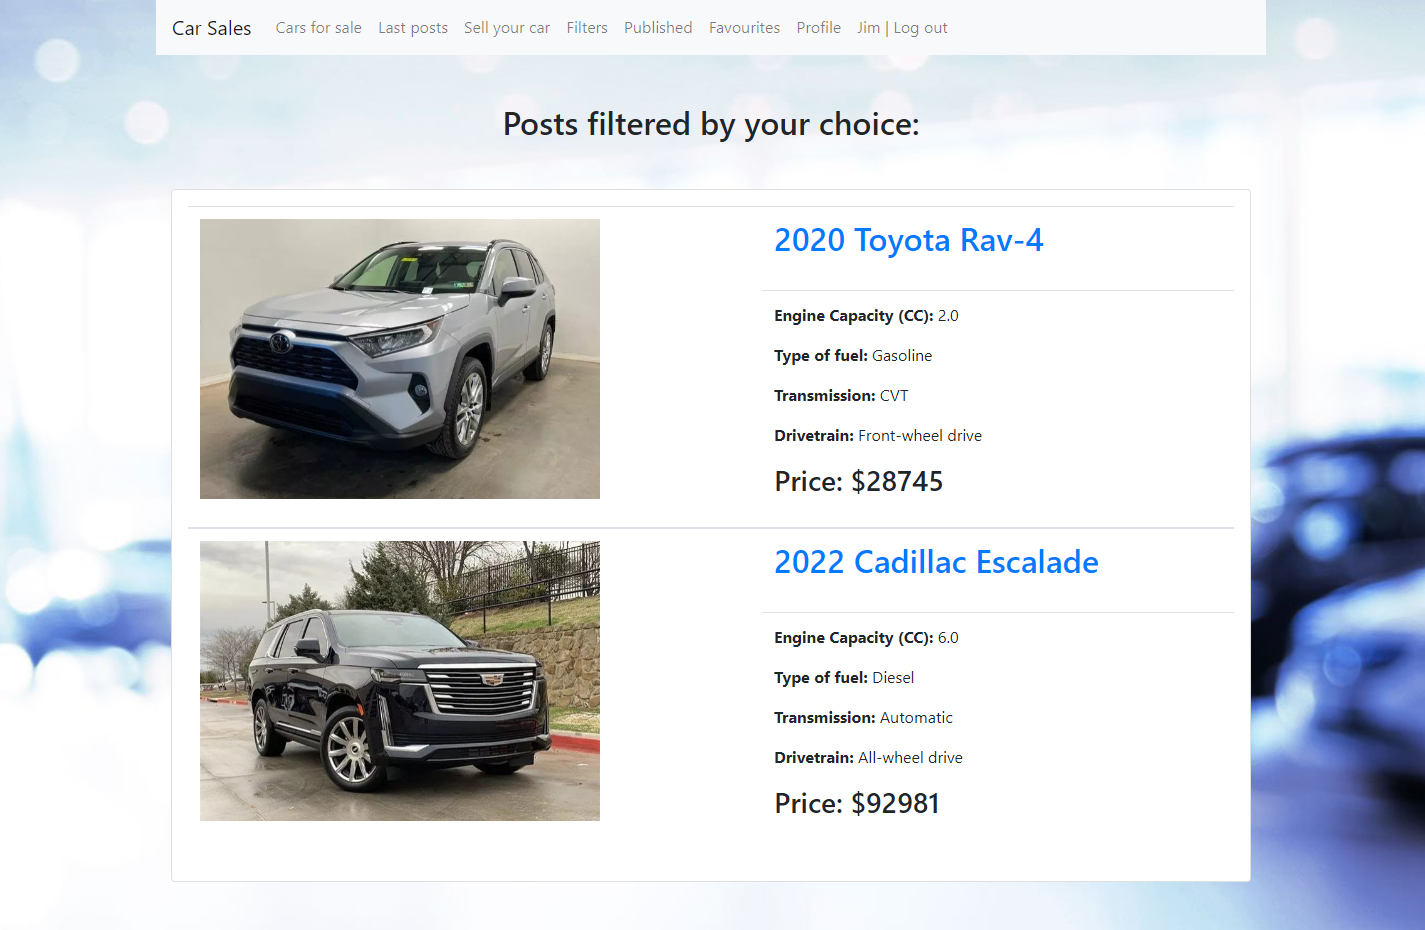 Car Sales Cars for sale Last posts Sell your car Filters Published Favourites Profile Jim | Log out
Posts filtered by your choice:
2020 Toyota Rav-4
Engine Capacity (CC): 2.0
Type of fuel: Gasoline
Transmission: CVT
Drivetrain: Front-wheel drive
Price: $28745
2022 Cadillac Escalade
Engine Capacity (CC): 6.0
Type of fuel: Diesel
Transmission: Automatic
Drivetrain: All-wheel drive
Price: $92981